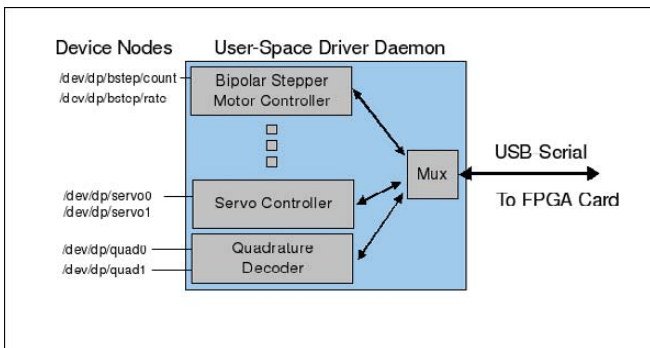 Device Nodes
User-Space Driver Daemon
/dev/dp/bstep/count
/dev/dp/bstep/rate
Bipolar Stepper
Motor Controller
USB Serial
Mux
To FPGA Card
/dev/dp/servo0
/dev/dp/servo1
Servo Controller
/dev/dp/quad0
/dev/dp/quad1
Quadrature
Decoder